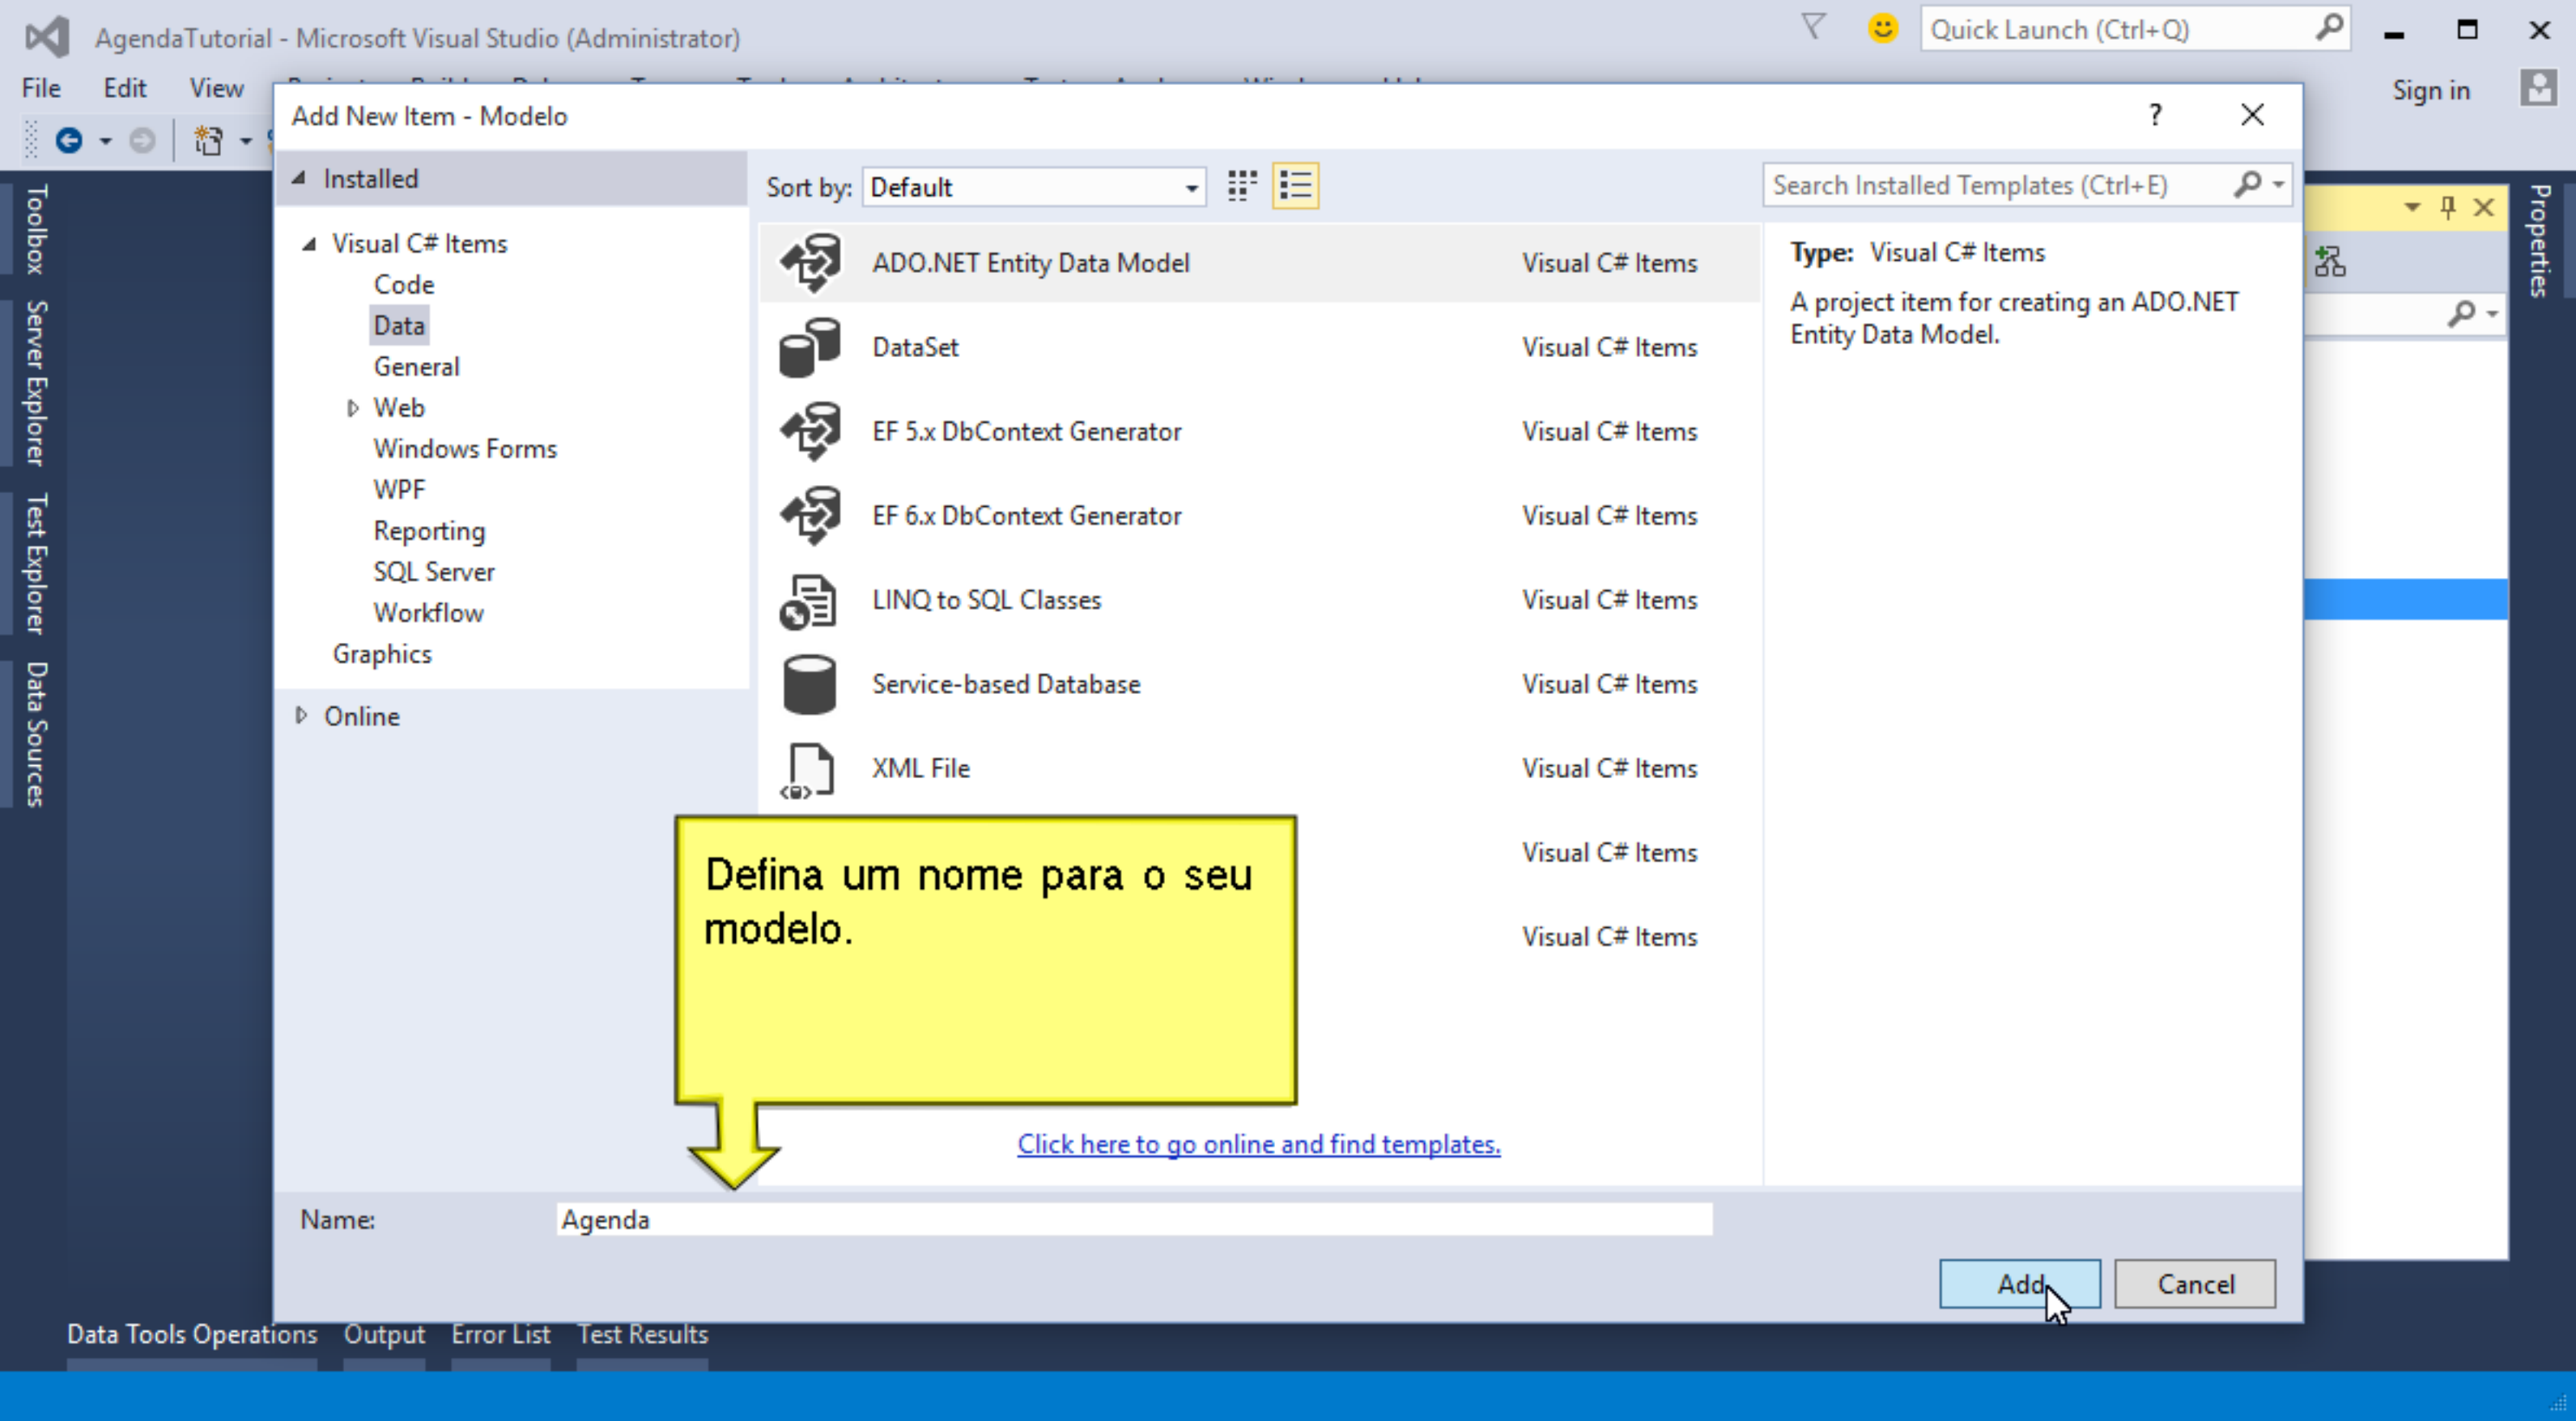 AgendaTutorial - Microsoft Visual Studio (Administrator)
Quick Launch (Ctrl+Q)
File Edit View
Sign in
Add New Item - Modelo
?
Installed
Sort by: Default
Search Installed Templates (Ctrl+E)
Visual C# Items
Code
Data
General
Web
Windows Forms
WPF
Reporting
SQL Server
Workflow
Graphics
Online
ADO.NET Entity Data Model Visual C# Items
DataSet Visual C# Items
EF 5.x DbContext Generator Visual C# Items
EF 6.x DbContext Generator Visual C# Items
LINQ to SQL Classes Visual C# Items
Service-based Database Visual C# Items
XML File Visual C# Items
Visual C# Items
Visual C# Items
Type: Visual C# Items
A project item for creating an ADO.NET
Entity Data Model.
Defina um nome para o seu
modelo.
Click here to go online and find templates.
Name: Agenda
Add Cancel
Toolbox
Server Explorer
Test Explorer
Data Sources
Properties
Data Tools Operations Output Error List Test Results